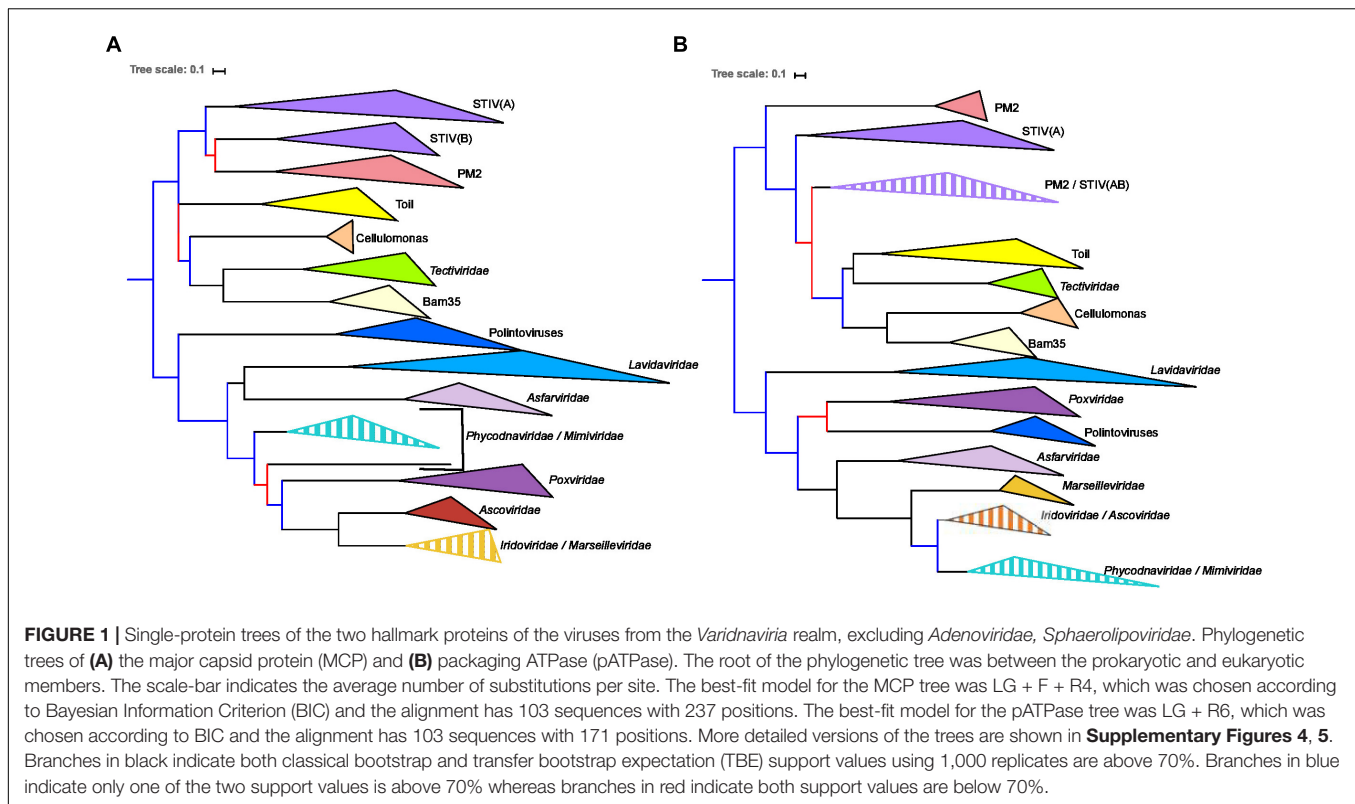 A
Tree scale: 0.1
STIV(A)
STIV(B)
PM2
Toil
Cellulomonas
Tectiviridae
Bam35
Polintoviruses
Lavidaviridae
Asfarviridae
Phycodnaviridae / Mimiviridae
Poxviridae
Ascoviridae
Iridoviridae / Marseilleviridae
B
Tree scale: 0.1
PM2
STIV(A)
PM2 / STIV(AB)
Toil
Tectiviridae
Cellulomonas
Bam35
Lavidaviridae
Poxviridae
Polintoviruses
Asfarviridae
Marseilleviridae
Iridoviridae / Ascoviridae
Phycodnaviridae / Mimiviridae
FIGURE 1 | Single-protein trees of the two hallmark proteins of the viruses from the Varidnaviria realm, excluding Adenoviridae, Sphaerolipoviridae. Phylogenetic
trees of (A) the major capsid protein (MCP) and (B) packaging ATPase (pATPase). The root of the phylogenetic tree was between the prokaryotic and eukaryotic
members. The scale-bar indicates the average number of substitutions per site. The best-fit model for the MCP tree was LG + F + R4, which was chosen according
to Bayesian Information Criterion (BIC) and the alignment has 103 sequences with 237 positions. The best-fit model for the pATPase tree was LG + R6, which was
chosen according to BIC and the alignment has 103 sequences with 171 positions. More detailed versions of the trees are shown in Supplementary Figures 4, 5.
Branches in black indicate both classical bootstrap and transfer bootstrap expectation (TBE) support values using 1,000 replicates are above 70%. Branches in blue
indicate only one of the two support values is above 70% whereas branches in red indicate both support values are below 70%.